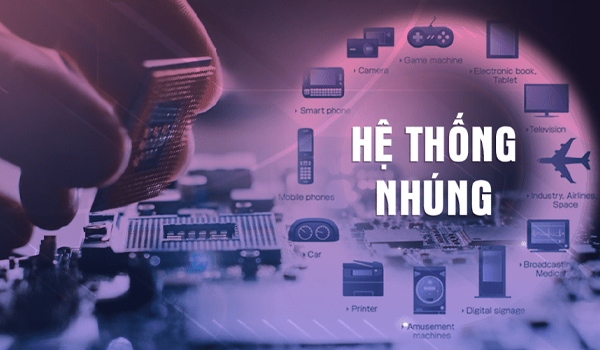 HỆ THỐNG
NHÚNG
Camera
Game machine
Electronic book,
Tablet
Television
Industry, Airlines
Space
Broadcasting
Medical
Digital signage
Amusement
machines
Printer
Car
Mobile phones
Smart phone